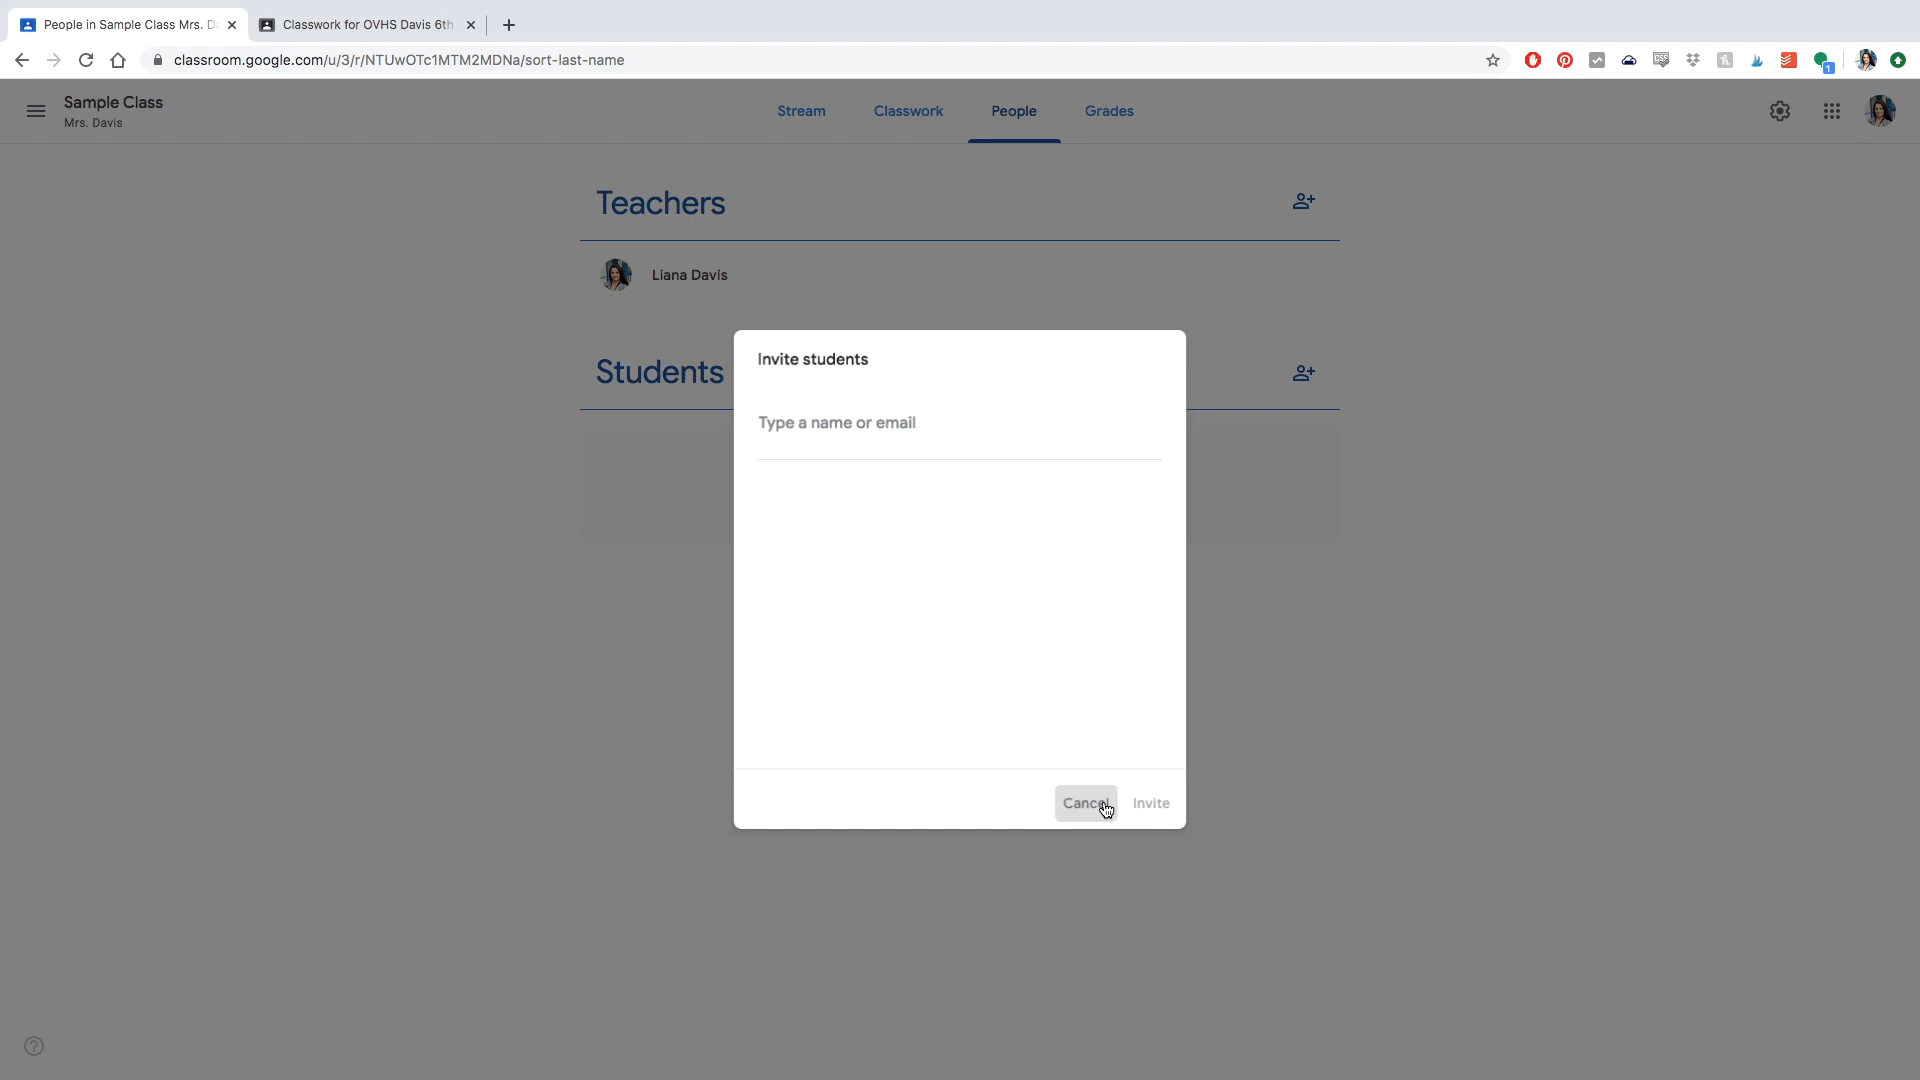 People in Sample Class Mrs. D
Classwork for OVHS Davis 6th
classroom.google.com/u/3/r/NTUwOTc1MTM2MDNa/sort-last-name
CSS
1
Sample Class
Mrs. Davis
Stream
Classwork
People
Grades
Teachers
Liana Davis
Students
Invite students
Type a name or email
Cancel
Invite